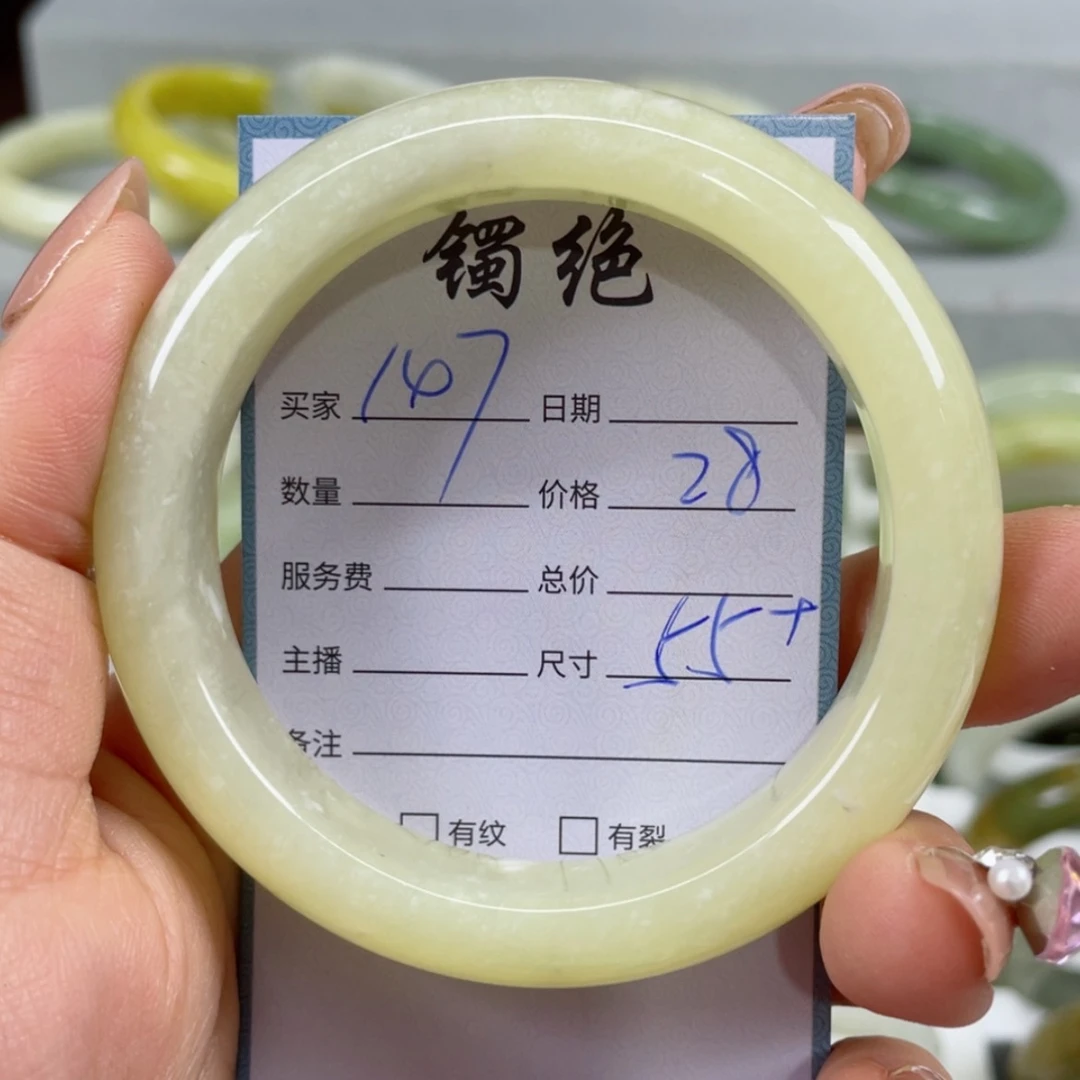 镯绝
买家 147 日期
数量 价格 28
服务费 总价
主播 尺寸 55+
备注
有纹 有裂